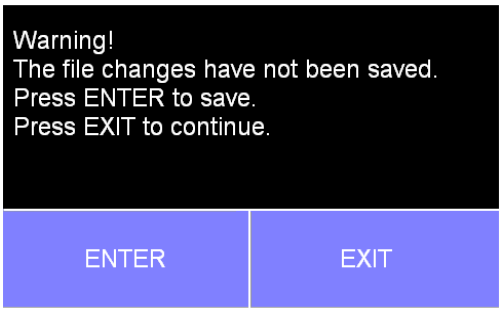 Warning!
The file changes have not been saved.
Press ENTER to save.
Press EXIT to continue.
ENTER
EXIT